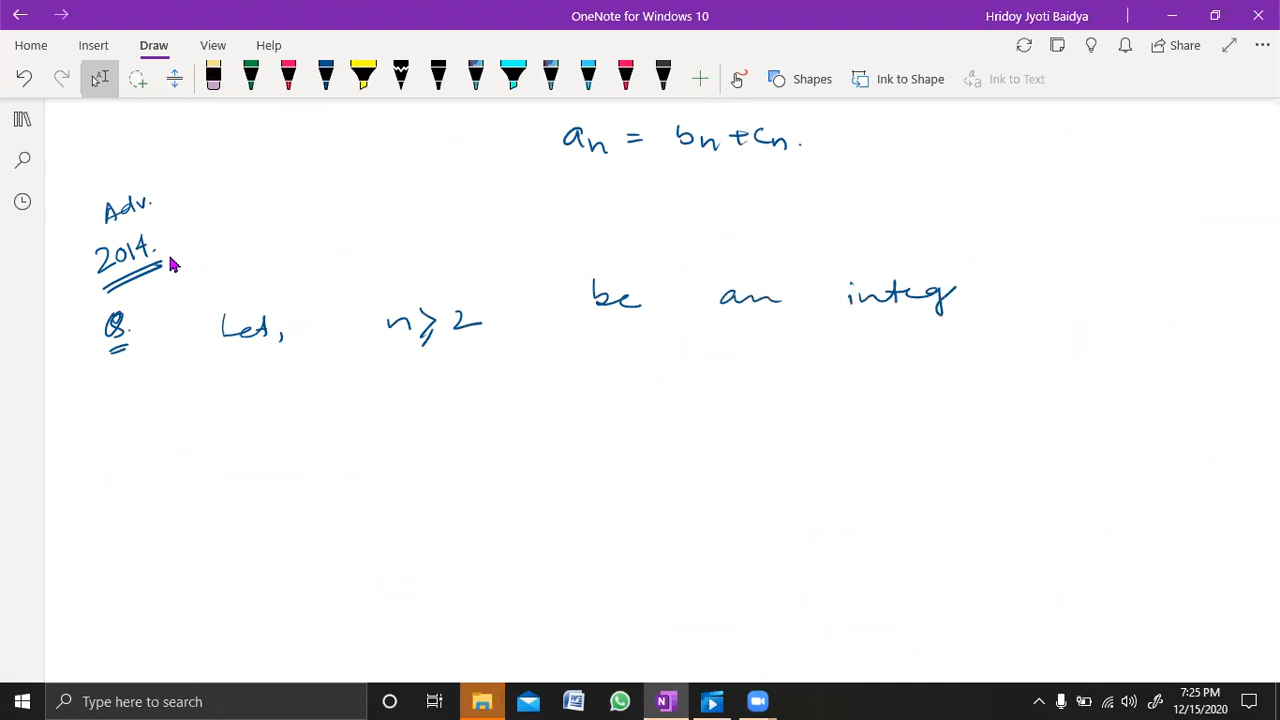 OneNote for Windows 10
Hridoy Jyoti Baidya
Home Insert Draw View Help
Share
Shapes Ink to Shape Ink to Text
an = bn + cn.
Adv.
2014.
Q. Let, n ≥ 2 be an integ
Type here to search
7:25 PM
12/15/2020